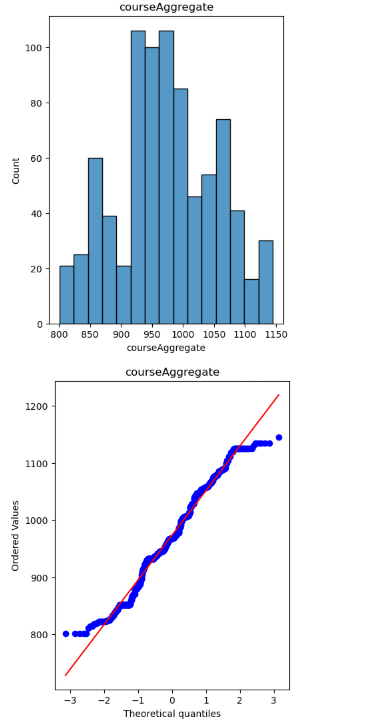 courseAggregate
100
80
60
40
20
0
Count
800 850 900 950 1000 1050 1100 1150
courseAggregate
courseAggregate
1200
1100
1000
900
800
Ordered Values
−3 −2 −1 0 1 2 3
Theoretical quantiles